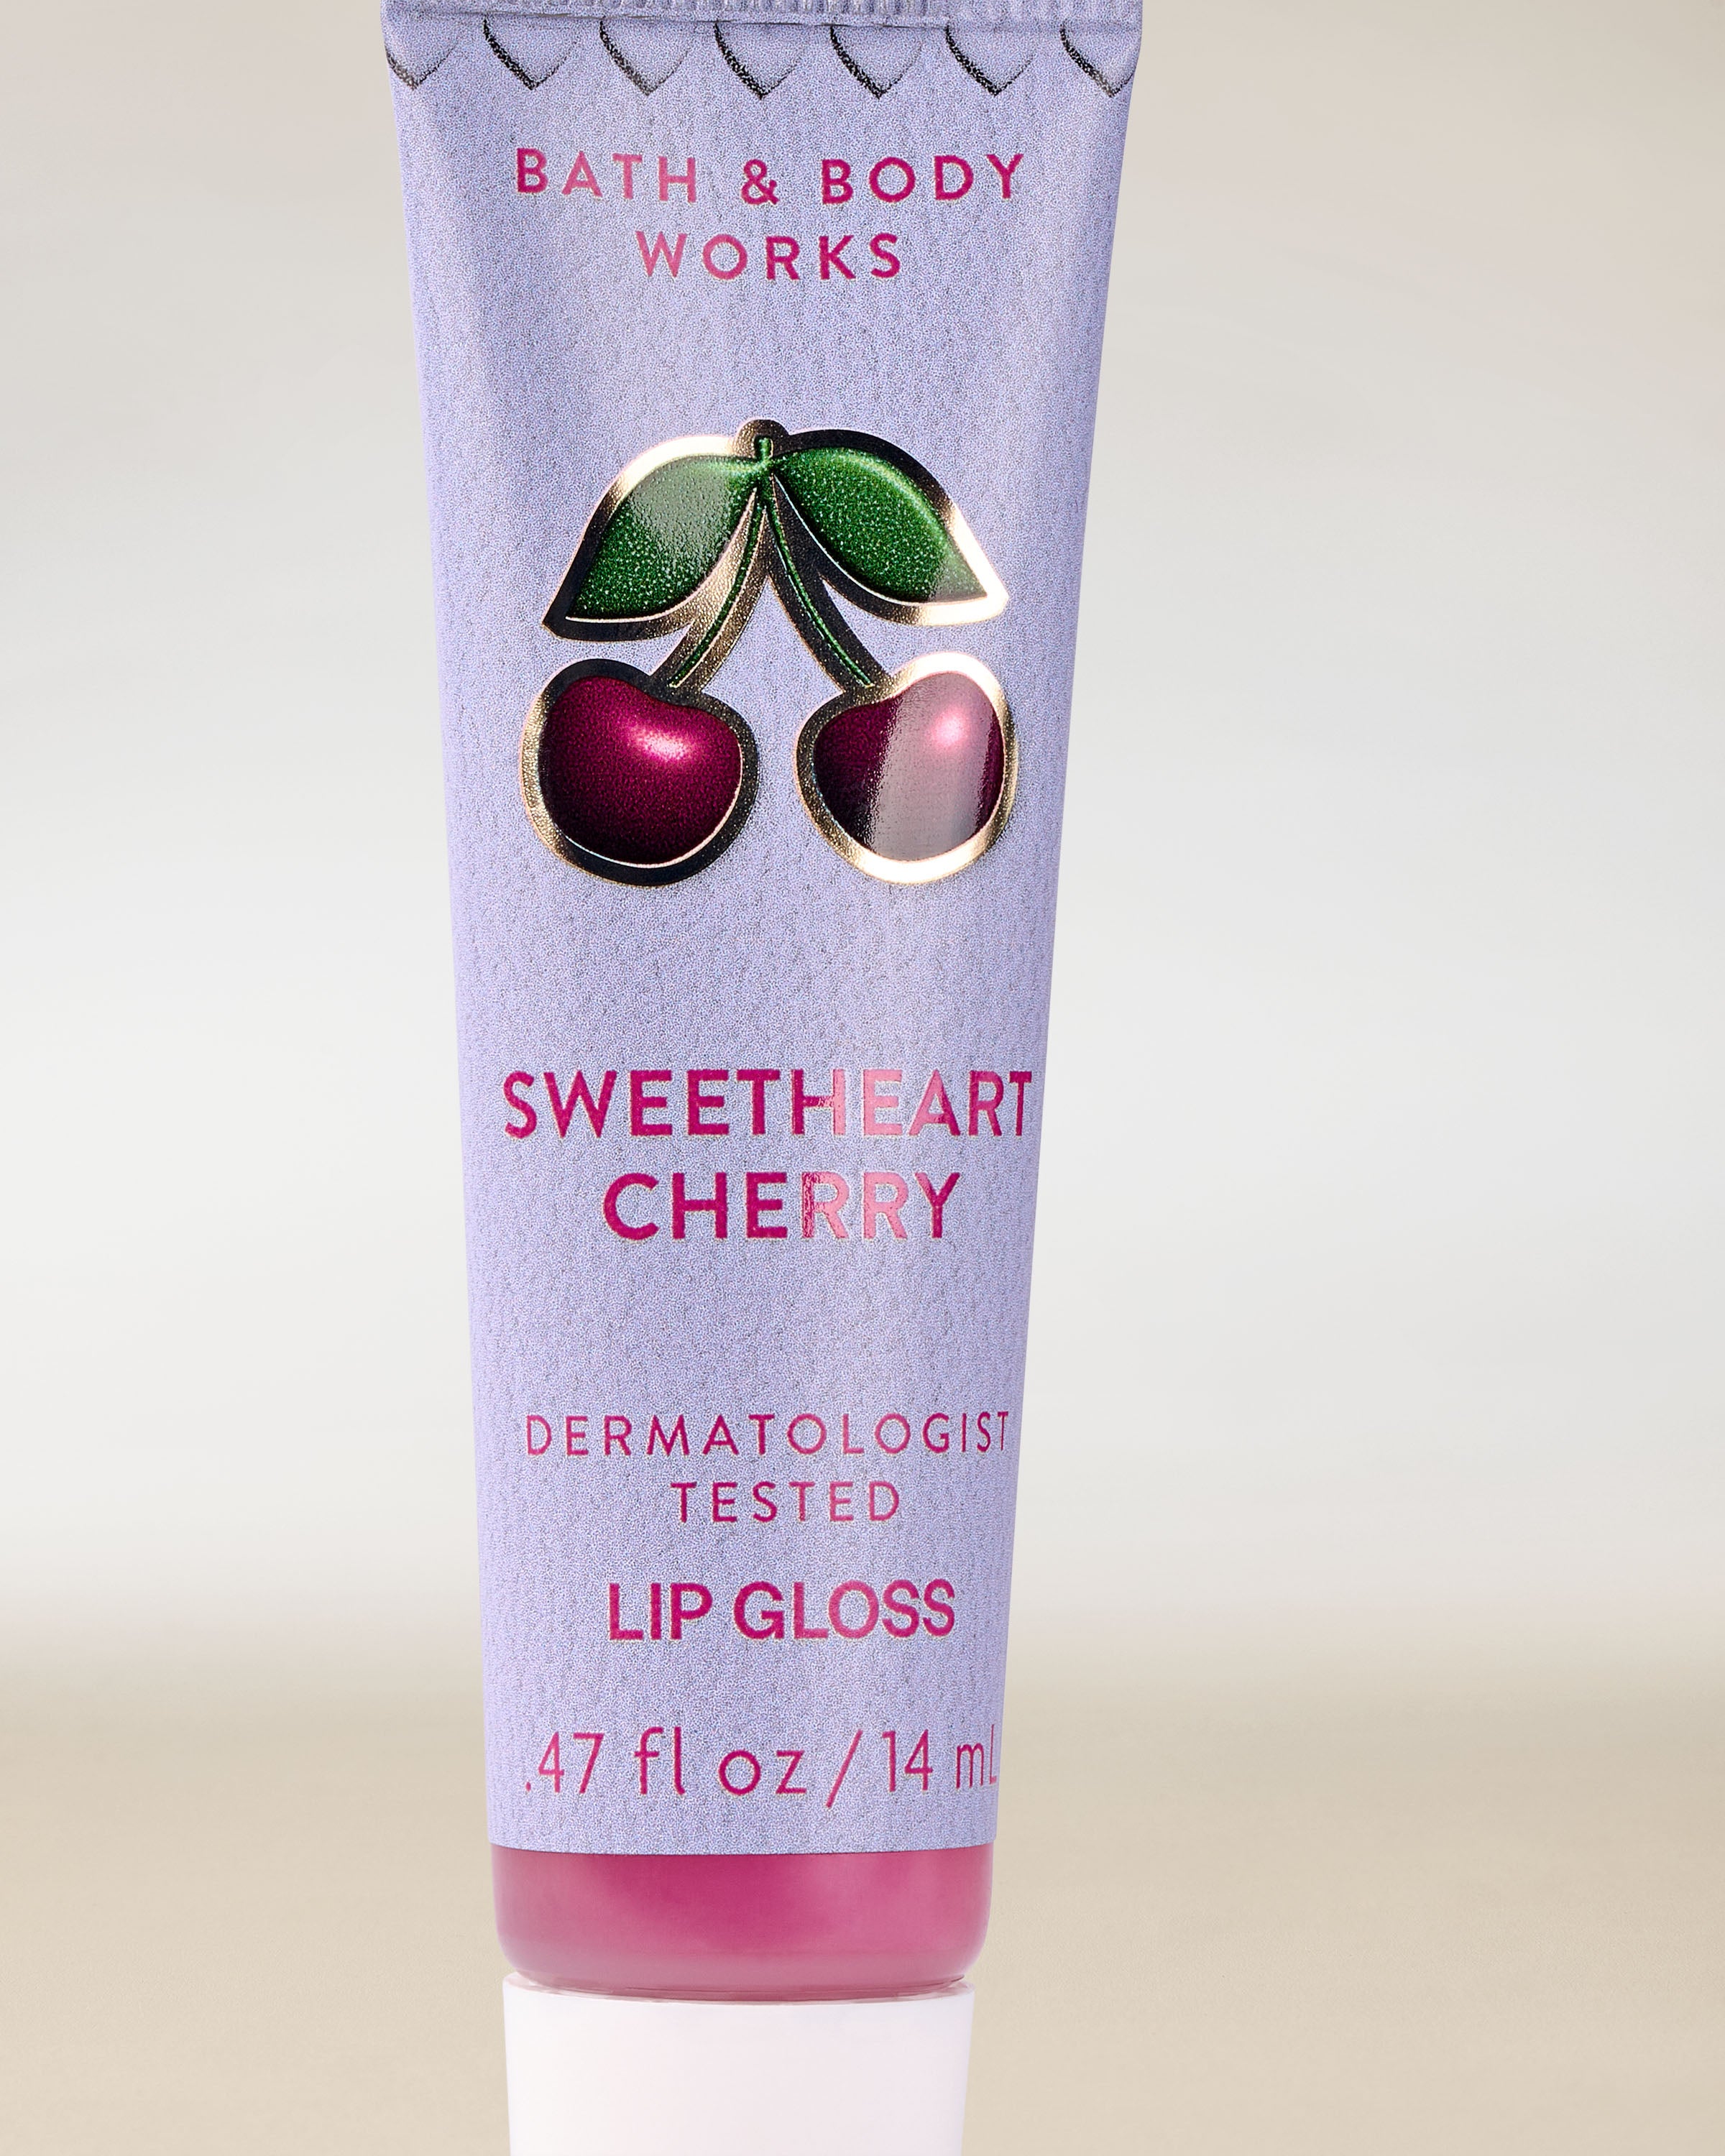 BATH & BODY
WORKS
SWEETHEART
CHERRY
DERMATOLOGIST
TESTED
LIP GLOSS
.47 fl oz / 14 mL